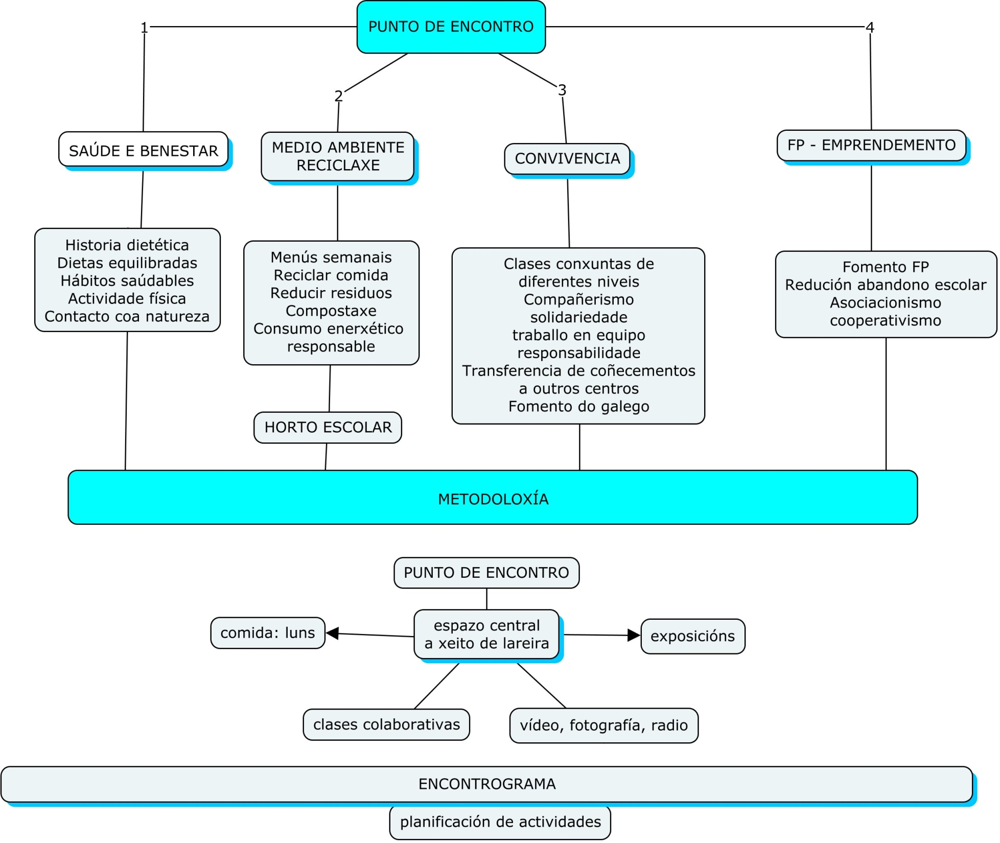 PUNTO DE ENCONTRO
1
4
2
3
SAÚDE E BENESTAR
MEDIO AMBIENTE
RECICLAXE
CONVIVENCIA
FP - EMPRENDEMENTO
Historia dietética
Dietas equilibradas
Hábitos saúdables
Actividade física
Contacto coa natureza
Menús semanais
Reciclar comida
Reducir residuos
Compostaxe
Consumo enerxético
responsable
Clases conxuntas de
diferentes niveis
Compañerismo
solidariedade
traballo en equipo
responsabilidade
Transferencia de coñecementos
a outros centros
Fomento do galego
Fomento FP
Redución abandono escolar
Asociacionismo
cooperativismo
HORTO ESCOLAR
METODOLOXÍA
PUNTO DE ENCONTRO
espazo central
a xeito de lareira
comida: luns
exposicións
clases colaborativas
vídeo, fotografía, radio
ENCONTROGRAMA
planificación de actividades